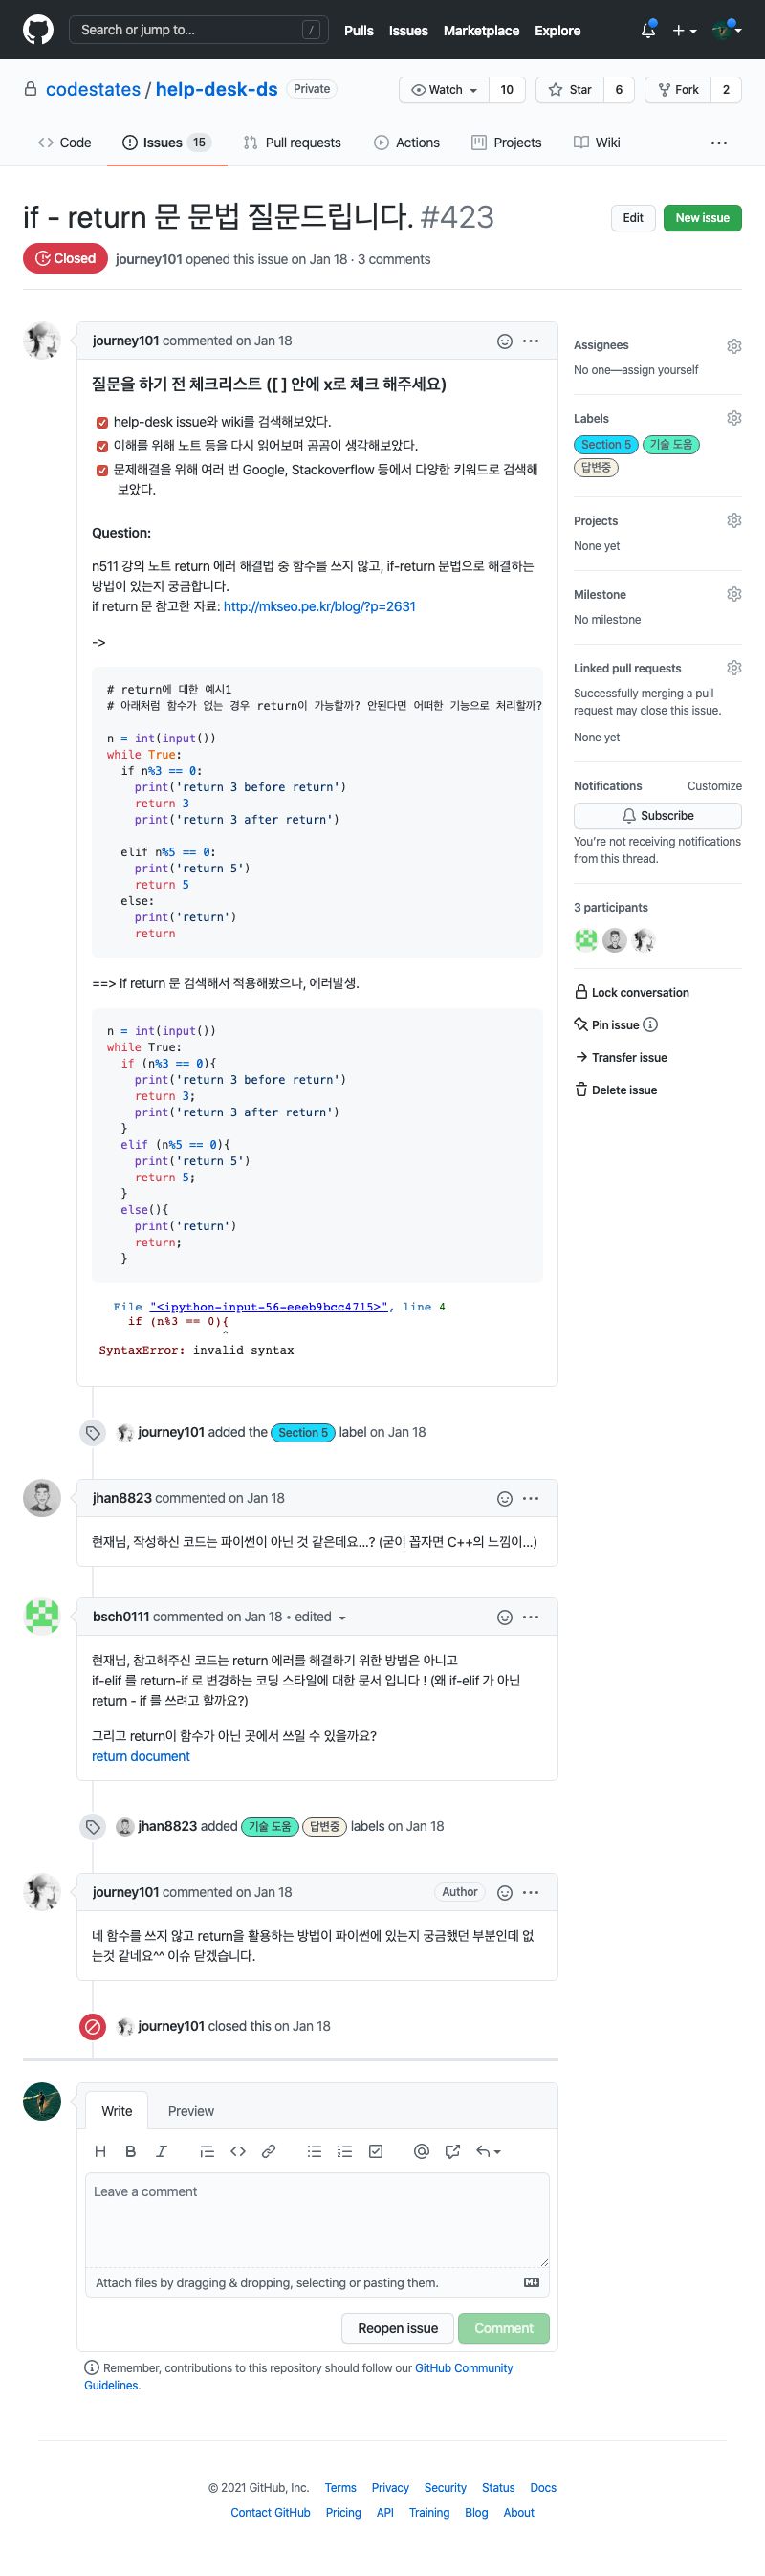 Search or jump to...
/
Pulls Issues Marketplace Explore
codestates / help-desk-ds Private
Watch 10
Star 6
Fork 2
Code
Issues 15
Pull requests
Actions
Projects
Wiki
if - return 문 문법 질문드립니다. #423
Edit
New issue
Closed
journey101 opened this issue on Jan 18 · 3 comments
journey101 commented on Jan 18
질문을 하기 전 체크리스트 ([ ] 안에 x로 체크 해주세요)
help-desk issue와 wiki를 검색해보았다.
이해를 위해 노트 등을 다시 읽어보며 곰곰이 생각해보았다.
문제해결을 위해 여러 번 Google, Stackoverflow 등에서 다양한 키워드로 검색해
보았다.
Question:
n511 강의 노트 return 에러 해결법 중 함수를 쓰지 않고, if-return 문법으로 해결하는
방법이 있는지 궁금합니다.
if return 문 참고한 자료: http://mkseo.pe.kr/blog/?p=2631
->
# return에 대한 예시1
# 아래처럼 함수가 없는 경우 return이 가능할까? 안된다면 어떠한 기능으로 처리할까?
n = int(input())
while True:
if n%3 == 0:
print('return 3 before return')
return 3
print('return 3 after return')
elif n%5 == 0:
print('return 5')
return 5
else:
print('return')
return
==> if return 문 검색해서 적용해봤으나, 에러발생.
n = int(input())
while True:
if (n%3 == 0){
print('return 3 before return')
return 3;
print('return 3 after return')
}
elif (n%5 == 0){
print('return 5')
return 5;
}
else(){
print('return')
return;
}
File "<ipython-input-56-eeeb9bcc4715>", line 4
if (n%3 == 0){
^
SyntaxError: invalid syntax
journey101 added the Section 5 label on Jan 18
jhan8823 commented on Jan 18
현재님, 작성하신 코드는 파이썬이 아닌 것 같은데요...? (굳이 꼽자면 C++의 느낌이...)
bsch0111 commented on Jan 18 • edited
현재님, 참고해주신 코드는 return 에러를 해결하기 위한 방법은 아니고
if-elif 를 return-if 로 변경하는 코딩 스타일에 대한 문서 입니다 ! (왜 if-elif 가 아닌
return - if 를 쓰려고 할까요?)
그리고 return이 함수가 아닌 곳에서 쓰일 수 있을까요?
return document
jhan8823 added 기술 도움 답변중 labels on Jan 18
journey101 commented on Jan 18
Author
네 함수를 쓰지 않고 return을 활용하는 방법이 파이썬에 있는지 궁금했던 부분인데 없
는것 같네요^^ 이슈 닫겠습니다.
journey101 closed this on Jan 18
Write Preview
Leave a comment
Attach files by dragging & dropping, selecting or pasting them.
Reopen issue
Comment
Remember, contributions to this repository should follow our GitHub Community
Guidelines.
Assignees
No one—assign yourself
Labels
Section 5 기술 도움
답변중
Projects
None yet
Milestone
No milestone
Linked pull requests
Successfully merging a pull
request may close this issue.
None yet
Notifications Customize
Subscribe
You're not receiving notifications
from this thread.
3 participants
Lock conversation
Pin issue
Transfer issue
Delete issue
© 2021 GitHub, Inc. Terms Privacy Security Status Docs
Contact GitHub Pricing API Training Blog About